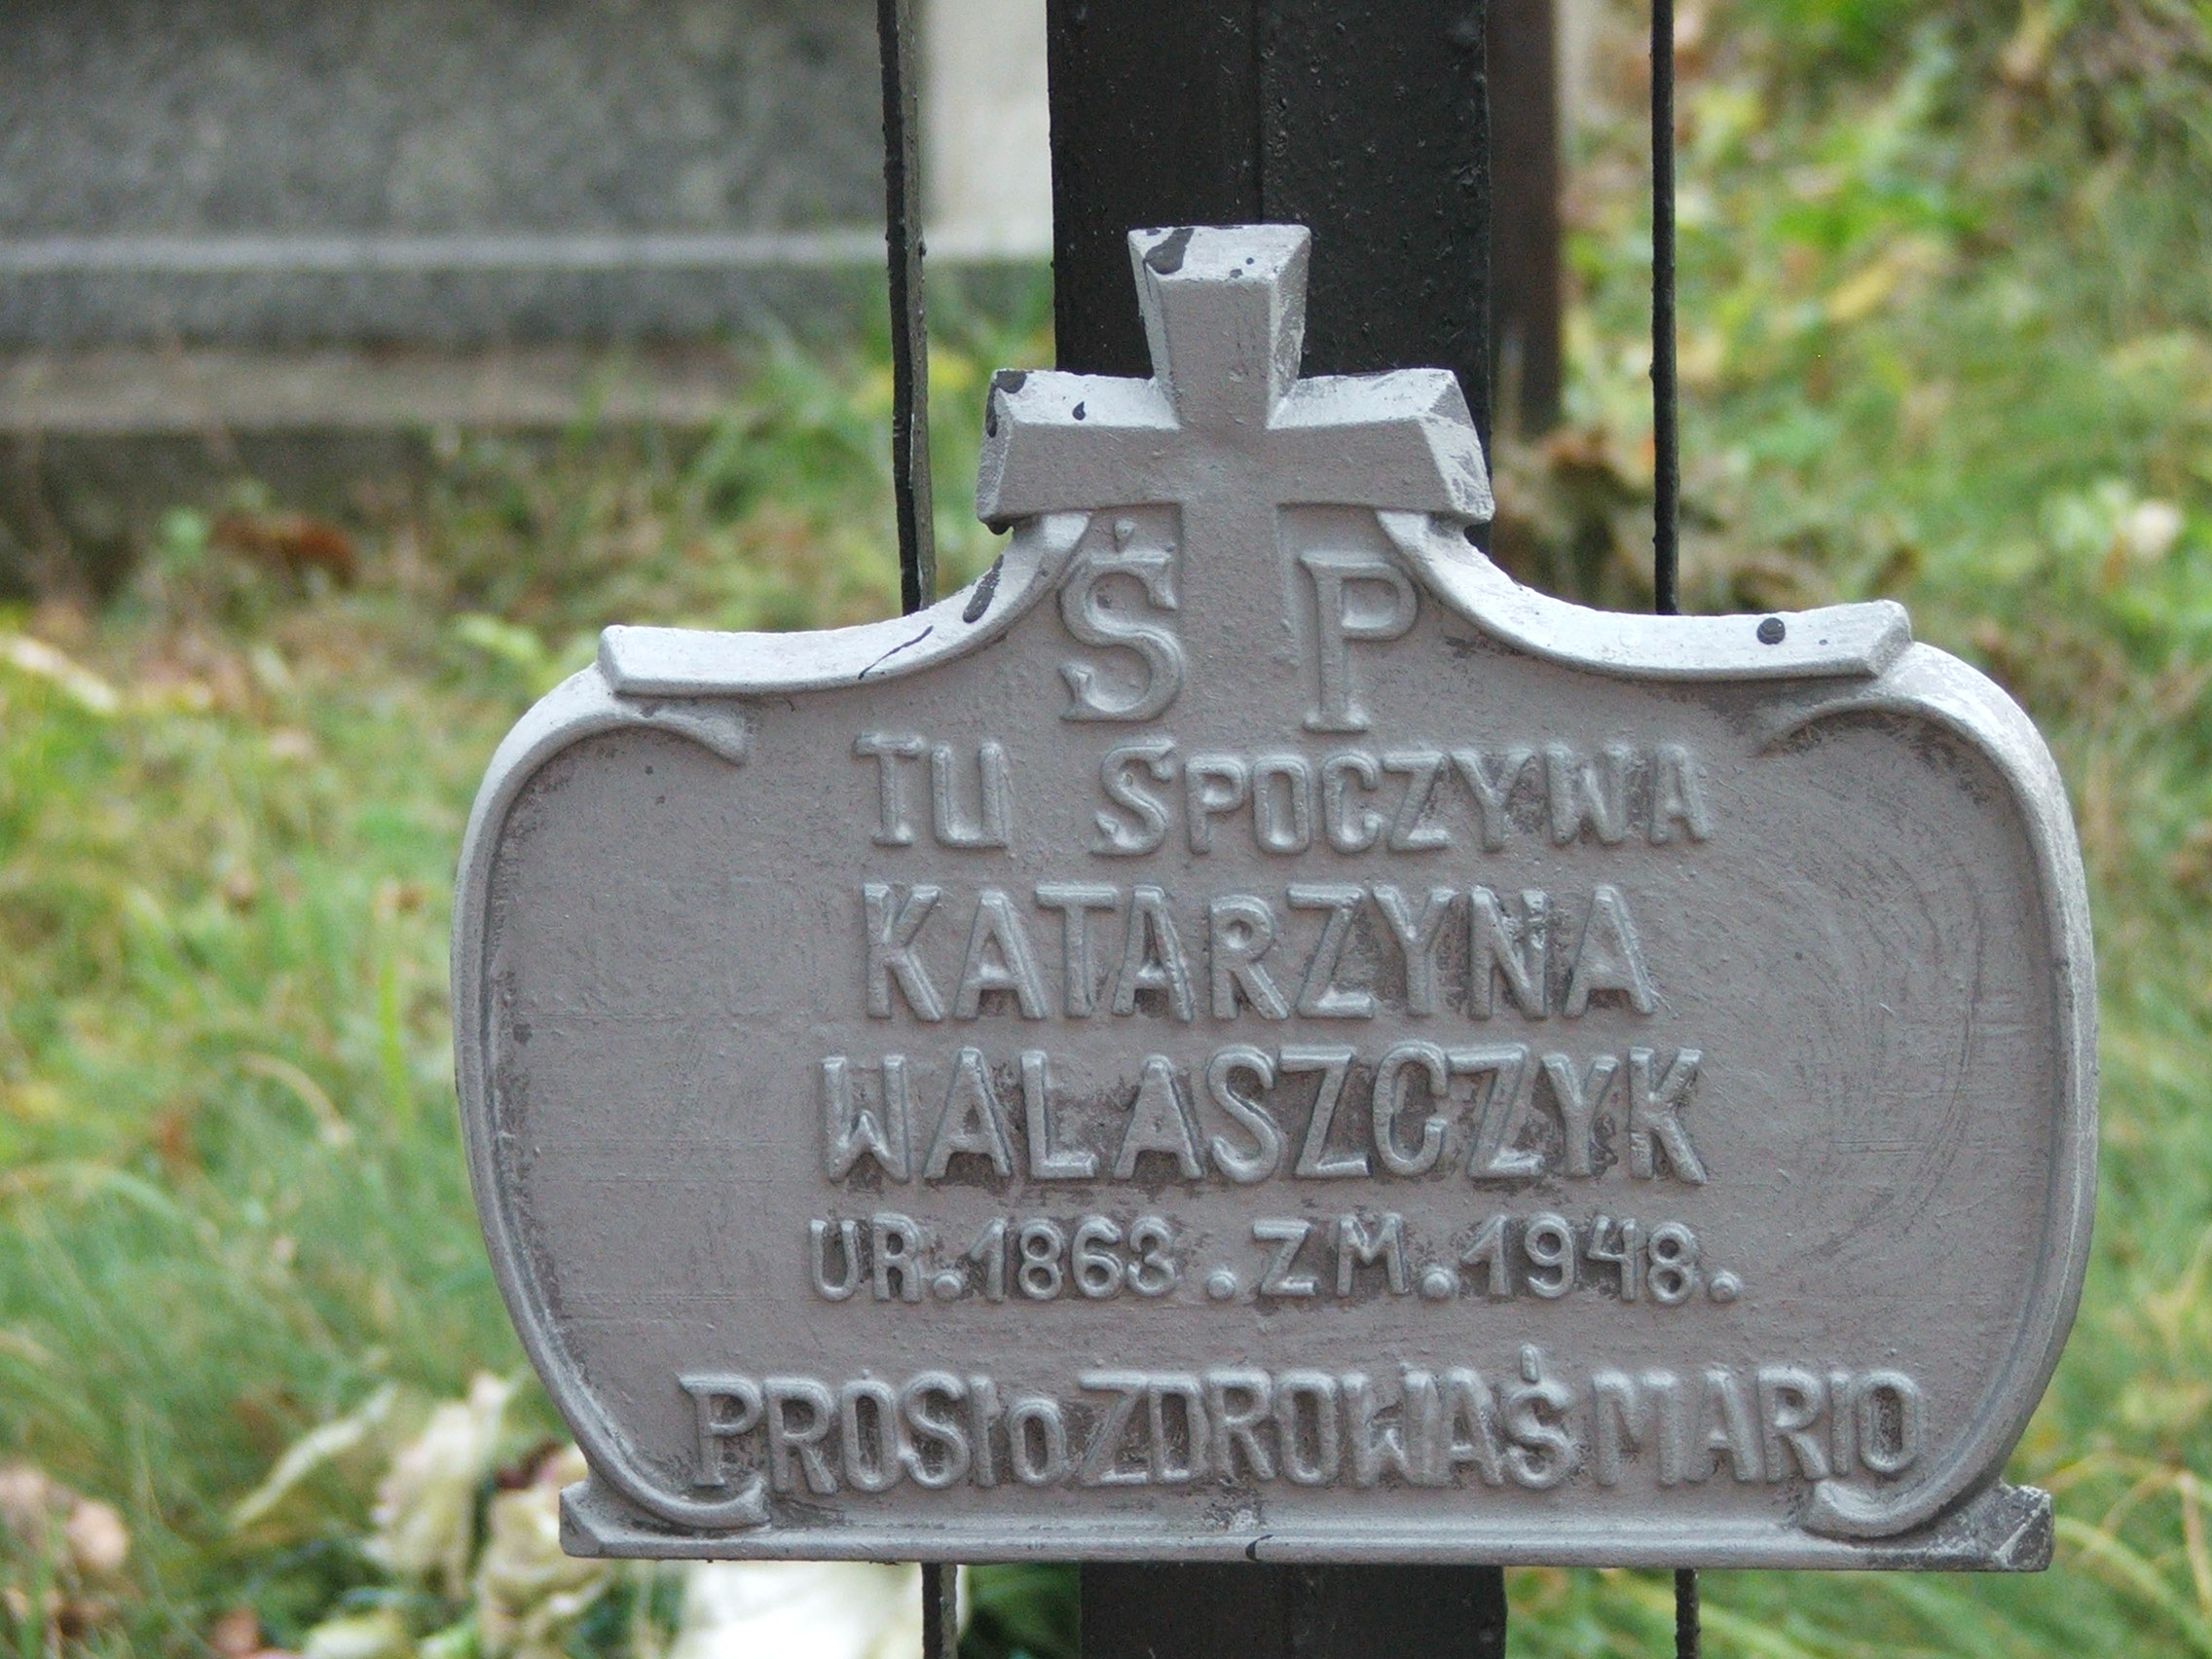 Ś P
TU SPOCZYWA
KATARZYNA
WALASZCZYK
UR.1863.ZM.1948.
PROSI o ZDROWAŚ MARIO